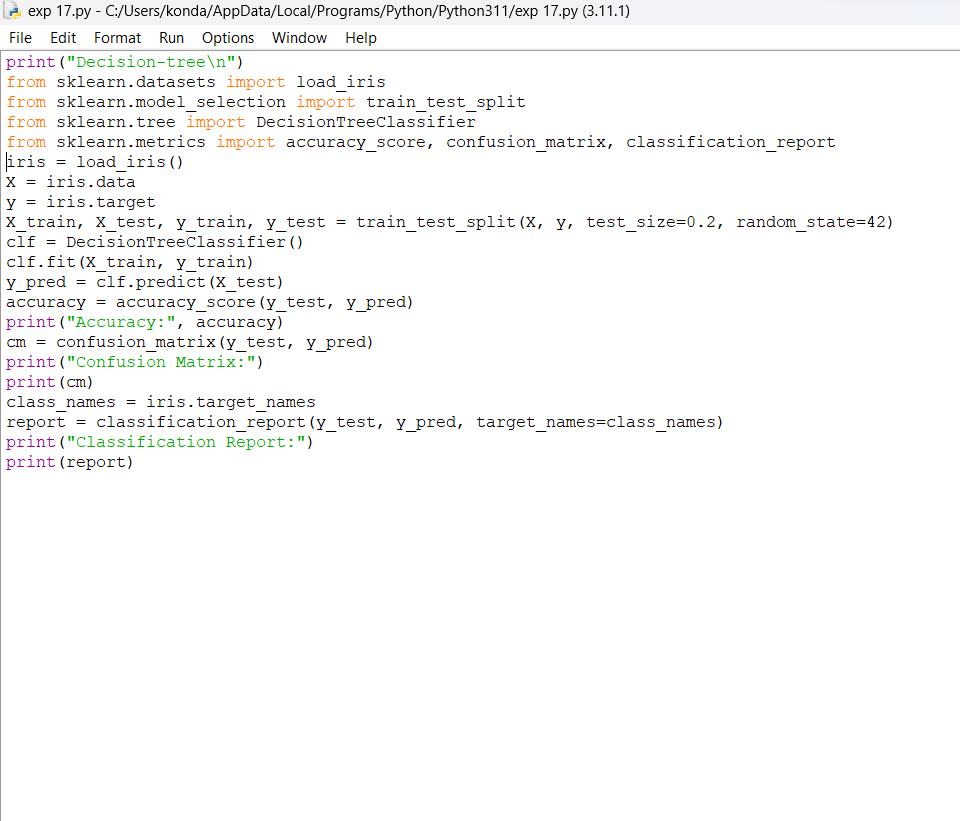 exp 17.py - C:/Users/konda/AppData/Local/Programs/Python/Python311/exp 17.py (3.11.1)
File Edit Format Run Options Window Help
print("Decision-tree\n")
from sklearn.datasets import load_iris
from sklearn.model_selection import train_test_split
from sklearn.tree import DecisionTreeClassifier
from sklearn.metrics import accuracy_score, confusion_matrix, classification_report
iris = load_iris()
X = iris.data
y = iris.target
X_train, X_test, y_train, y_test = train_test_split(X, y, test_size=0.2, random_state=42)
clf = DecisionTreeClassifier()
clf.fit(X_train, y_train)
y_pred = clf.predict(X_test)
accuracy = accuracy_score(y_test, y_pred)
print("Accuracy:", accuracy)
cm = confusion_matrix(y_test, y_pred)
print("Confusion Matrix:")
print(cm)
class_names = iris.target_names
report = classification_report(y_test, y_pred, target_names=class_names)
print("Classification Report:")
print(report)